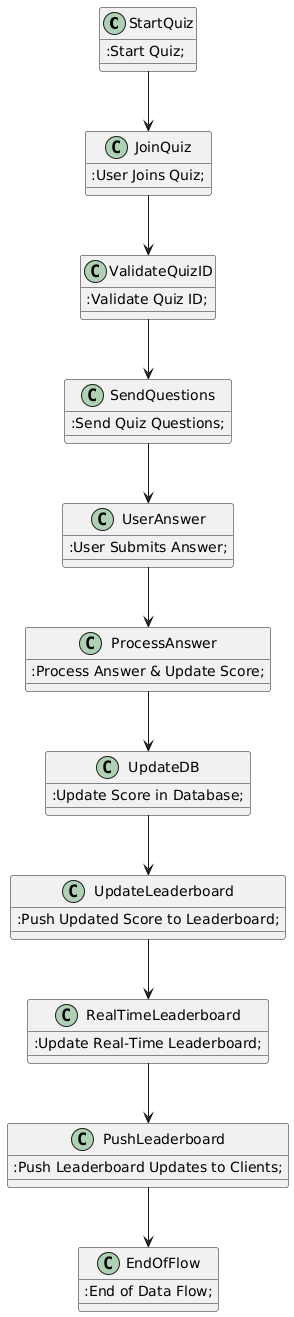 C StartQuiz
:Start Quiz;
C JoinQuiz
:User Joins Quiz;
C ValidateQuizID
:Validate Quiz ID;
C SendQuestions
:Send Quiz Questions;
C UserAnswer
:User Submits Answer;
C ProcessAnswer
:Process Answer & Update Score;
C UpdateDB
:Update Score in Database;
C UpdateLeaderboard
:Push Updated Score to Leaderboard;
C RealTimeLeaderboard
:Update Real-Time Leaderboard;
C PushLeaderboard
:Push Leaderboard Updates to Clients;
C EndOfFlow
:End of Data Flow;